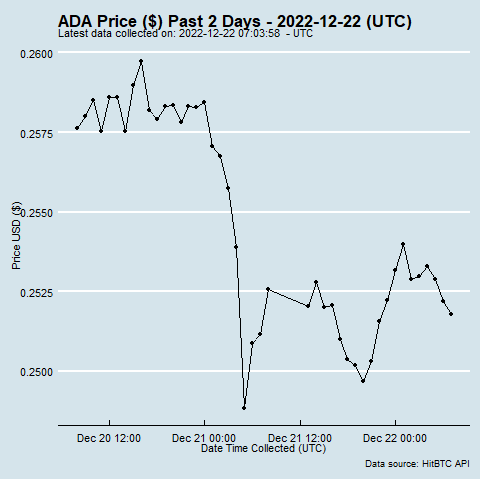 ADA Price ($) Past 2 Days - 2022-12-22 (UTC)
Latest data collected on: 2022-12-22 07:03:58 - UTC
0.2600
0.2575
0.2550
0.2525
0.2500
Price USD ($)
Dec 20 12:00 Dec 21 00:00 Dec 21 12:00 Dec 22 00:00
Date Time Collected (UTC)
Data source: HitBTC API